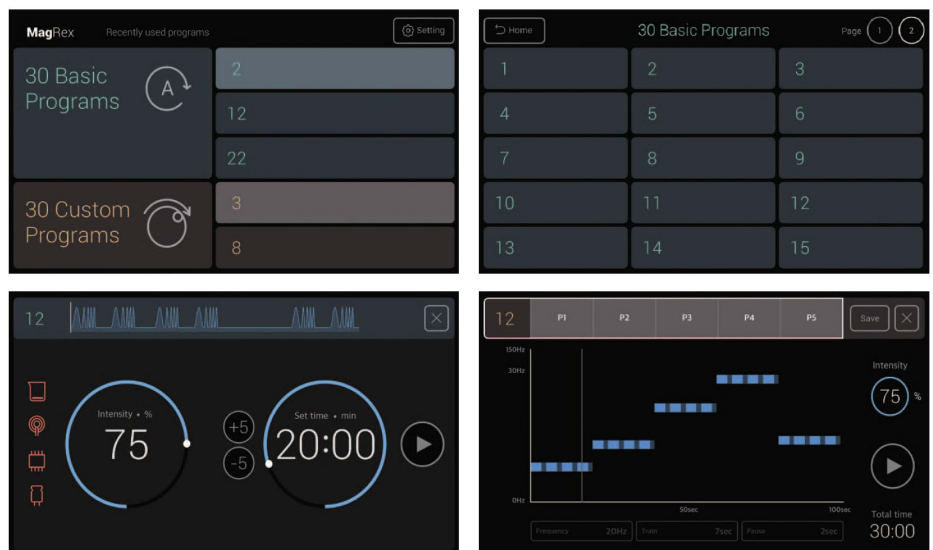 MagRex Recently used programs Setting
30 Basic
Programs
A
2
12
22
30 Custom
Programs
3
8
Home 30 Basic Programs Page 1 2
1 2 3
4 5 6
7 8 9
10 11 12
13 14 15
12
Intensity • %
75
+5
-5
Set time • min
20:00
12 P1 P2 P3 P4 P5 Save
150Hz
30Hz
0Hz
50sec 100sec
Frequency 20Hz Train 7sec Pause 2sec
Intensity
75 %
Total time
30:00